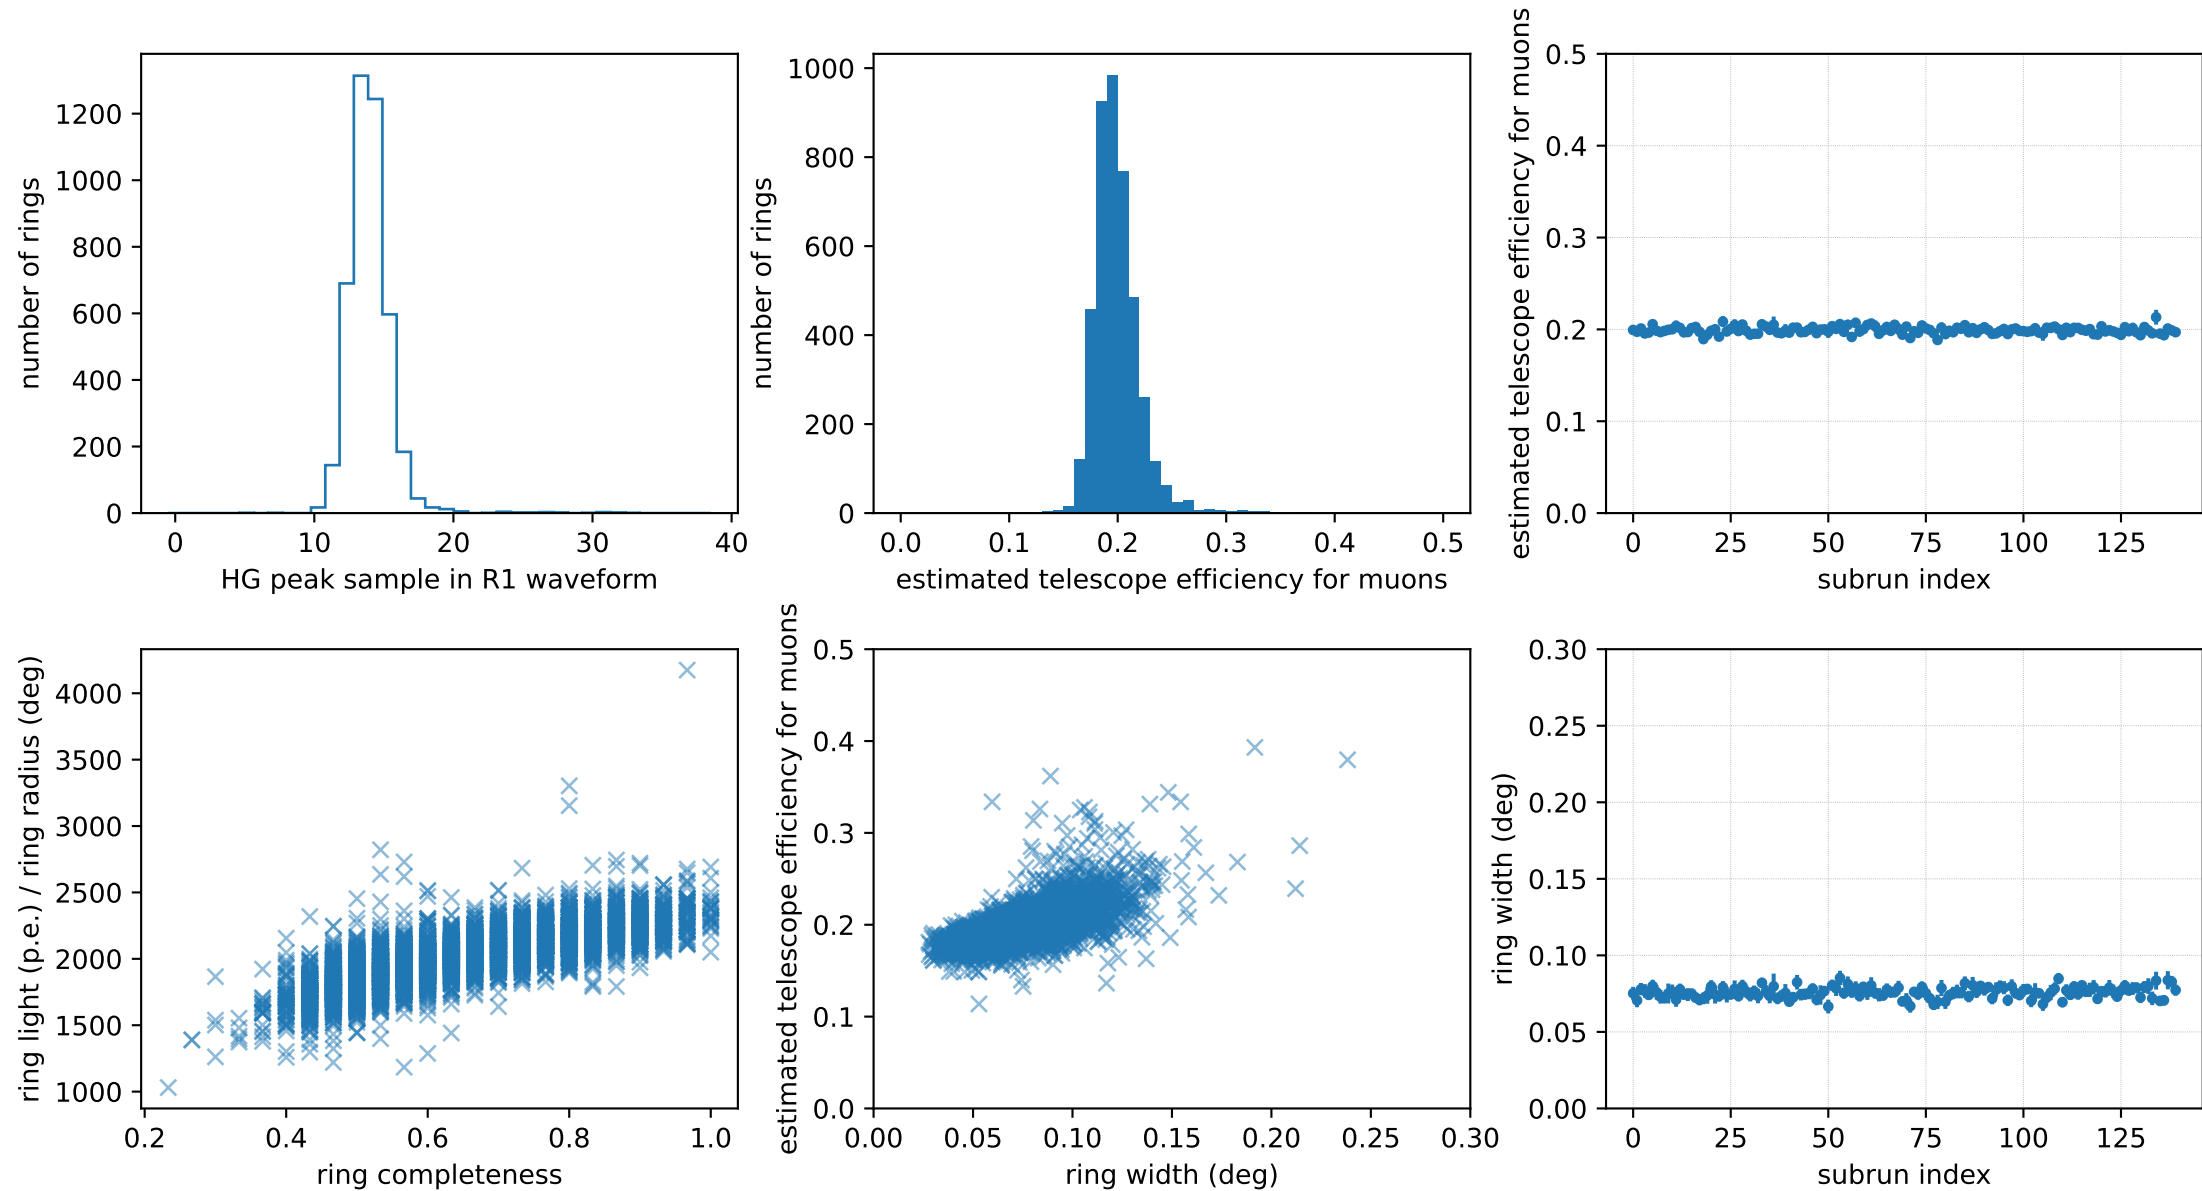 number of rings
1200
1000
800
600
400
200
0
0 10 20 30 40
HG peak sample in R1 waveform
number of rings
1000
800
600
400
200
0
0.0 0.1 0.2 0.3 0.4 0.5
estimated telescope efficiency for muons
estimated telescope efficiency for muons
0.5
0.4
0.3
0.2
0.1
0.0
0 25 50 75 100 125
subrun index
ring light (p.e.) / ring radius (deg)
4000
3500
3000
2500
2000
1500
1000
0.2 0.4 0.6 0.8 1.0
ring completeness
estimated telescope efficiency for muons
0.5
0.4
0.3
0.2
0.1
0.0
0.00 0.05 0.10 0.15 0.20 0.25 0.30
ring width (deg)
ring width (deg)
0.30
0.25
0.20
0.15
0.10
0.05
0.00
0 25 50 75 100 125
subrun index